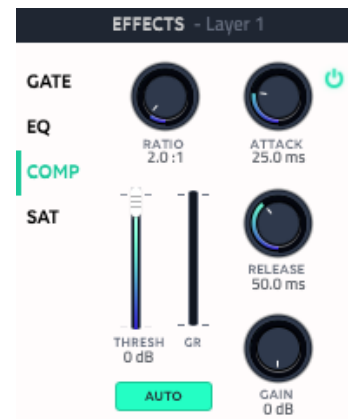 EFFECTS - Layer 1
GATE
EQ
COMP
SAT
RATIO
2.0 :1
ATTACK
25.0 ms
RELEASE
50.0 ms
THRESH
0 dB
GR
AUTO
GAIN
0 dB